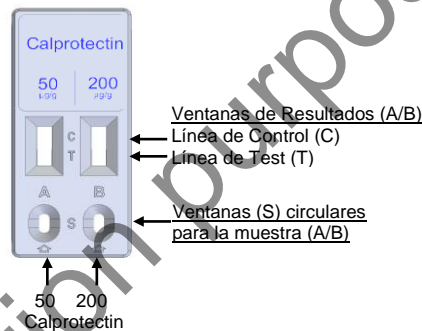 Calprotectin
50 200
µg/g µg/g
Ventanas de Resultados (A/B)
C Línea de Control (C)
T Línea de Test (T)
A B
S Ventanas (S) circulares
para la muestra (A/B)
50 200
Calprotectin